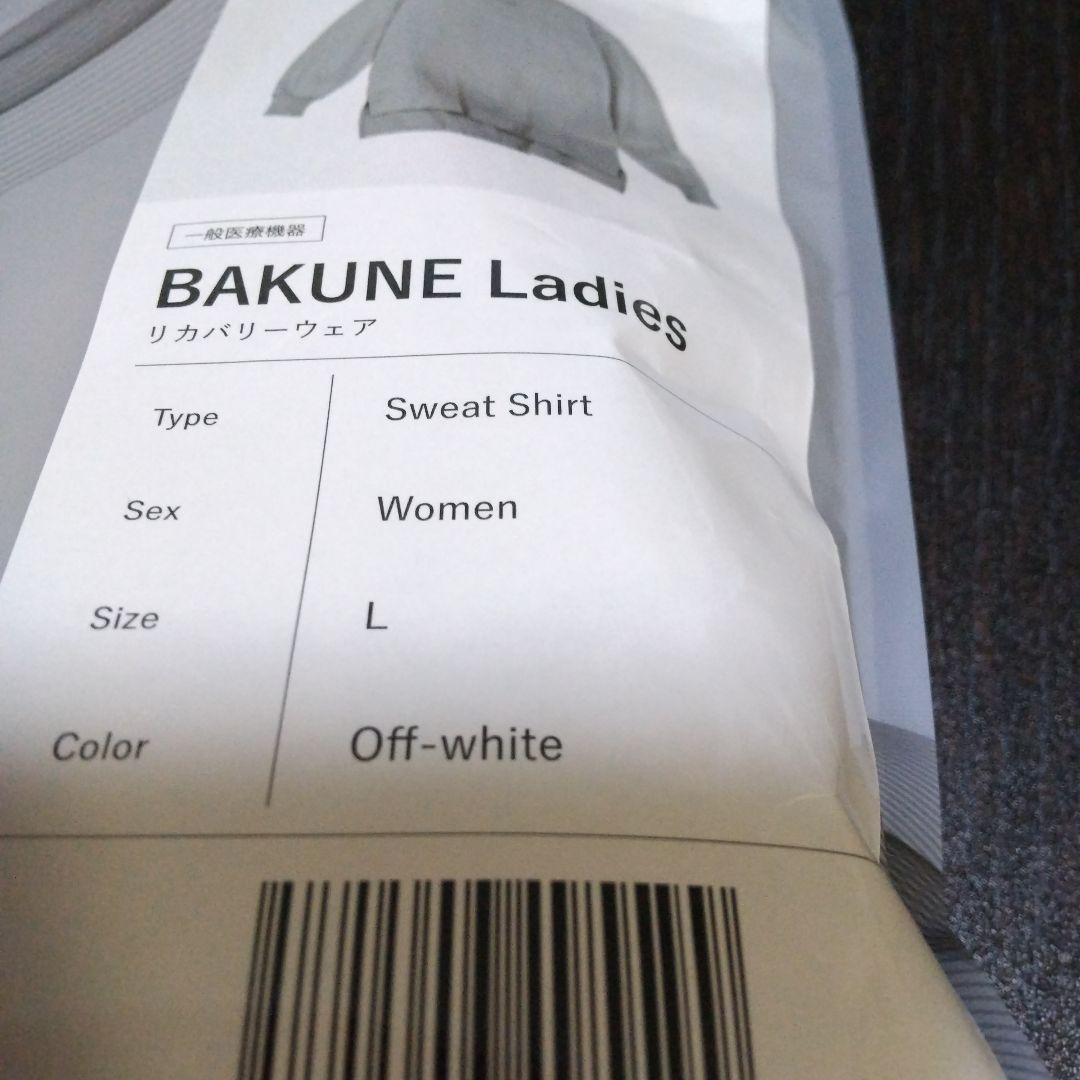 一般医療機器
BAKUNE Ladies
リカバリーウェア
Type Sweat Shirt
Sex Women
Size L
Color Off-white